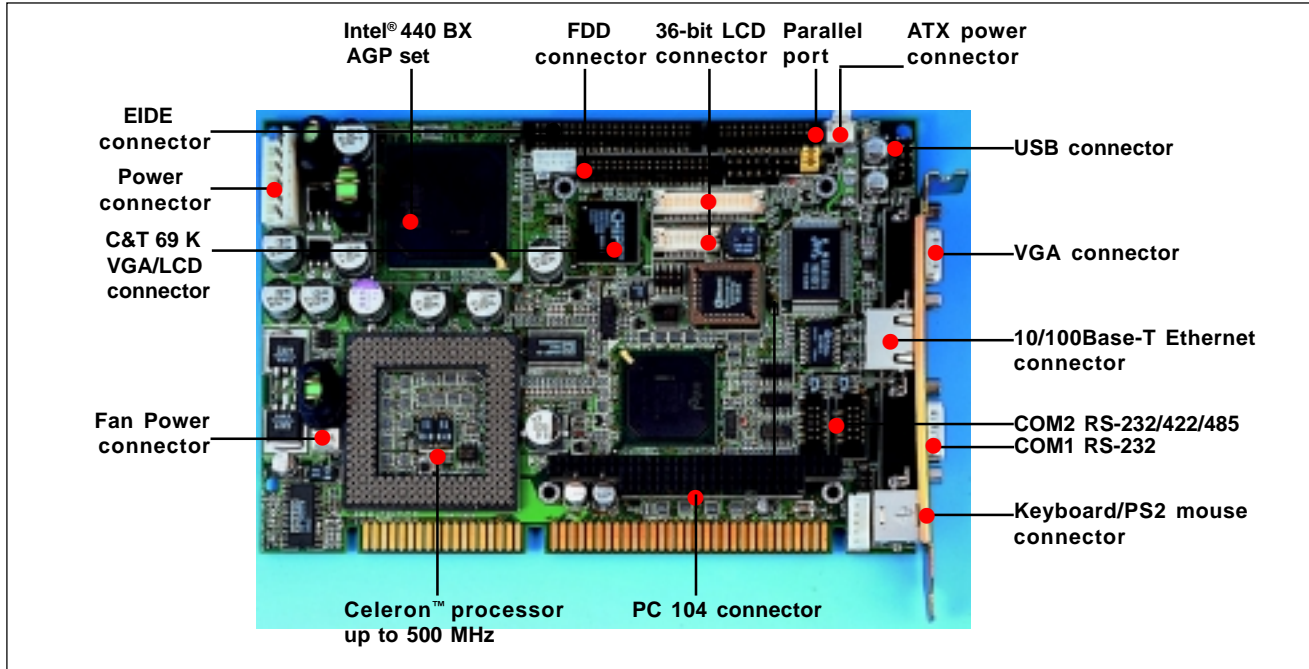 Intel® 440 BX
AGP set
FDD
connector
36-bit LCD
connector
Parallel
port
ATX power
connector
EIDE
connector
Power
connector
C&T 69 K
VGA/LCD
connector
Fan Power
connector
USB connector
VGA connector
10/100Base-T Ethernet
connector
COM2 RS-232/422/485
COM1 RS-232
Keyboard/PS2 mouse
connector
Celeron™ processor
up to 500 MHz
PC 104 connector